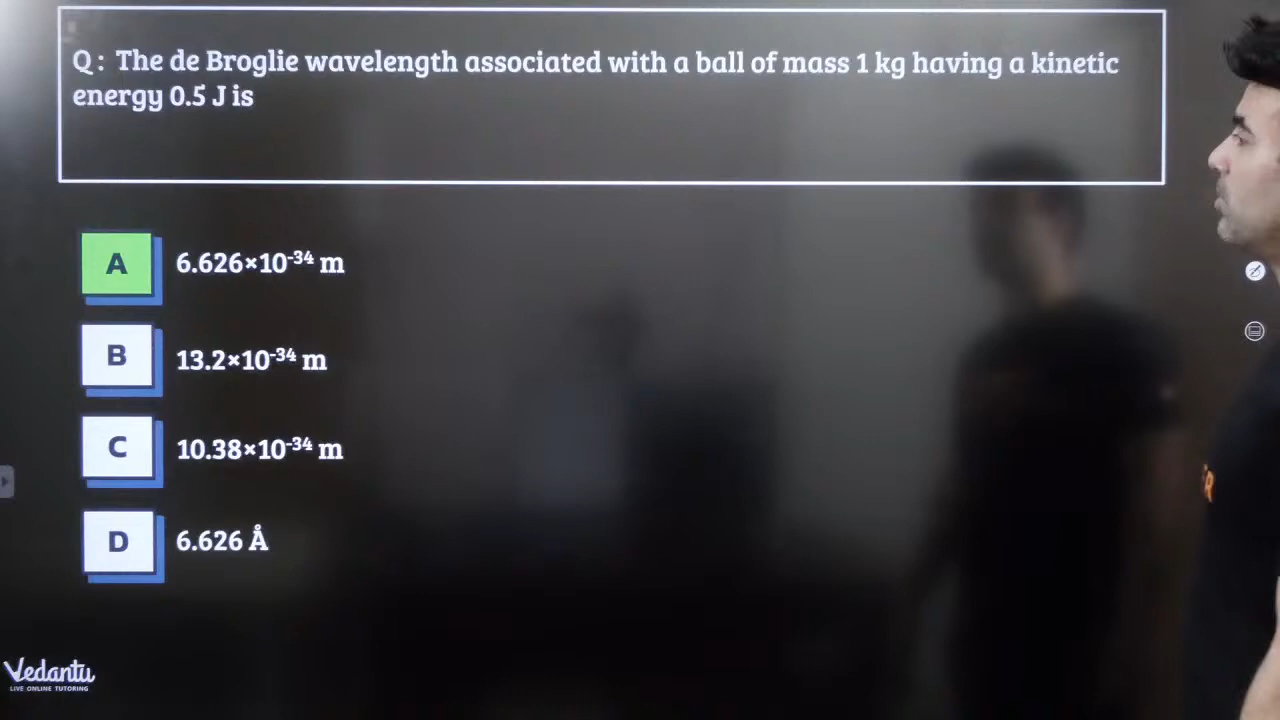 Q : The de Broglie wavelength associated with a ball of mass 1 kg having a kinetic
energy 0.5 J is
A 6.626×10⁻³⁴ m
B 13.2×10⁻³⁴ m
C 10.38×10⁻³⁴ m
D 6.626 Å
Vedantu
LIVE ONLINE TUTORING